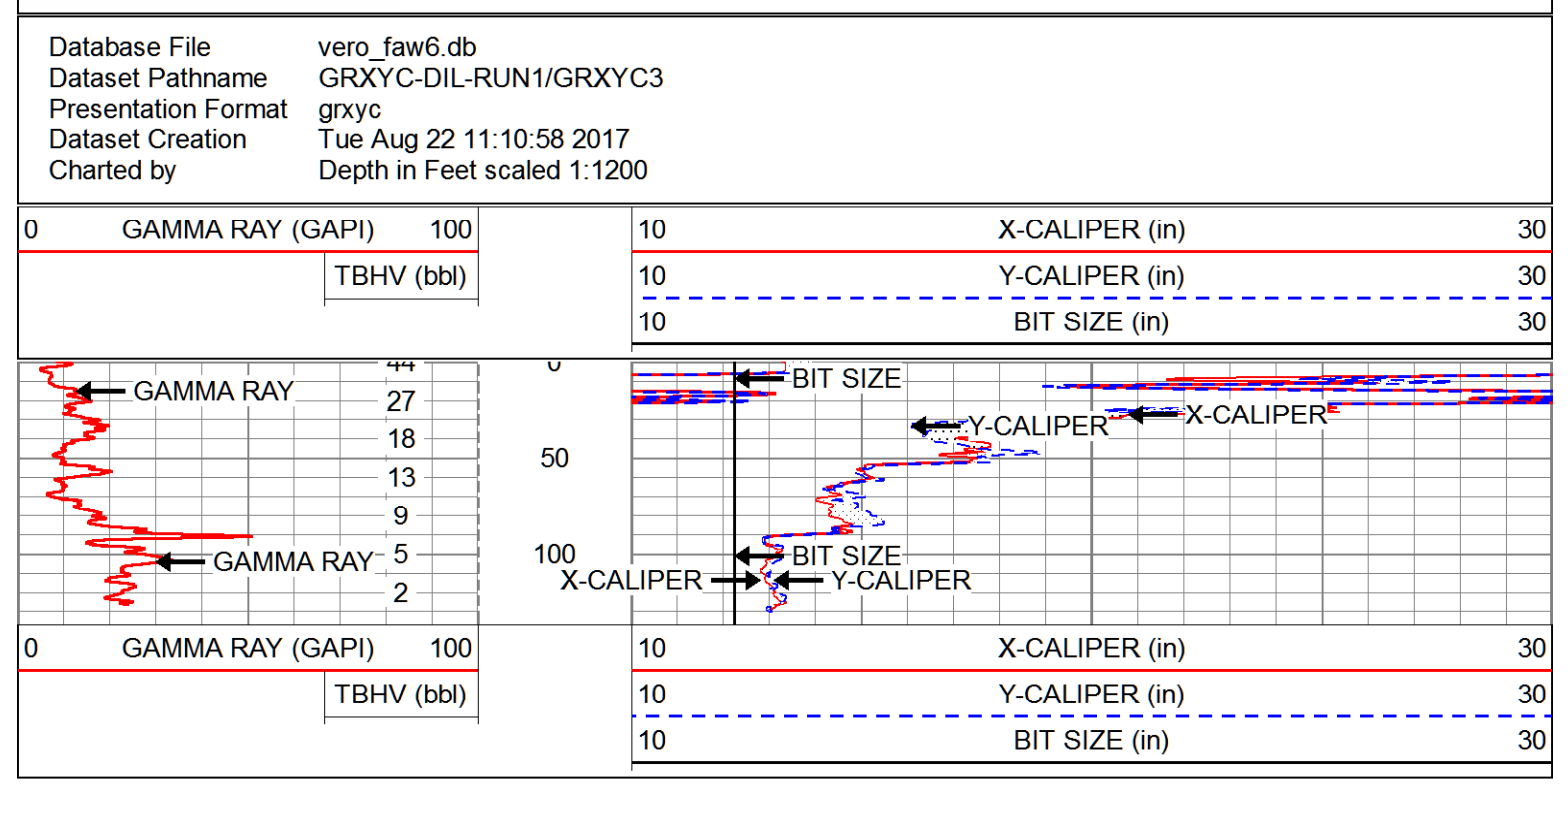 Database File vero_faw6.db
Dataset Pathname GRXYC-DIL-RUN1/GRXYC3
Presentation Format grxyc
Dataset Creation Tue Aug 22 11:10:58 2017
Charted by Depth in Feet scaled 1:1200
0 GAMMA RAY (GAPI) 100
10 X-CALIPER (in) 30
TBHV (bbl)
10 Y-CALIPER (in) 30
10 BIT SIZE (in) 30
44 0
BIT SIZE
GAMMA RAY
27
X-CALIPER
Y-CALIPER
18
50
13
9
5 100 BIT SIZE
GAMMA RAY
X-CALIPER Y-CALIPER
2
0 GAMMA RAY (GAPI) 100
10 X-CALIPER (in) 30
TBHV (bbl)
10 Y-CALIPER (in) 30
10 BIT SIZE (in) 30